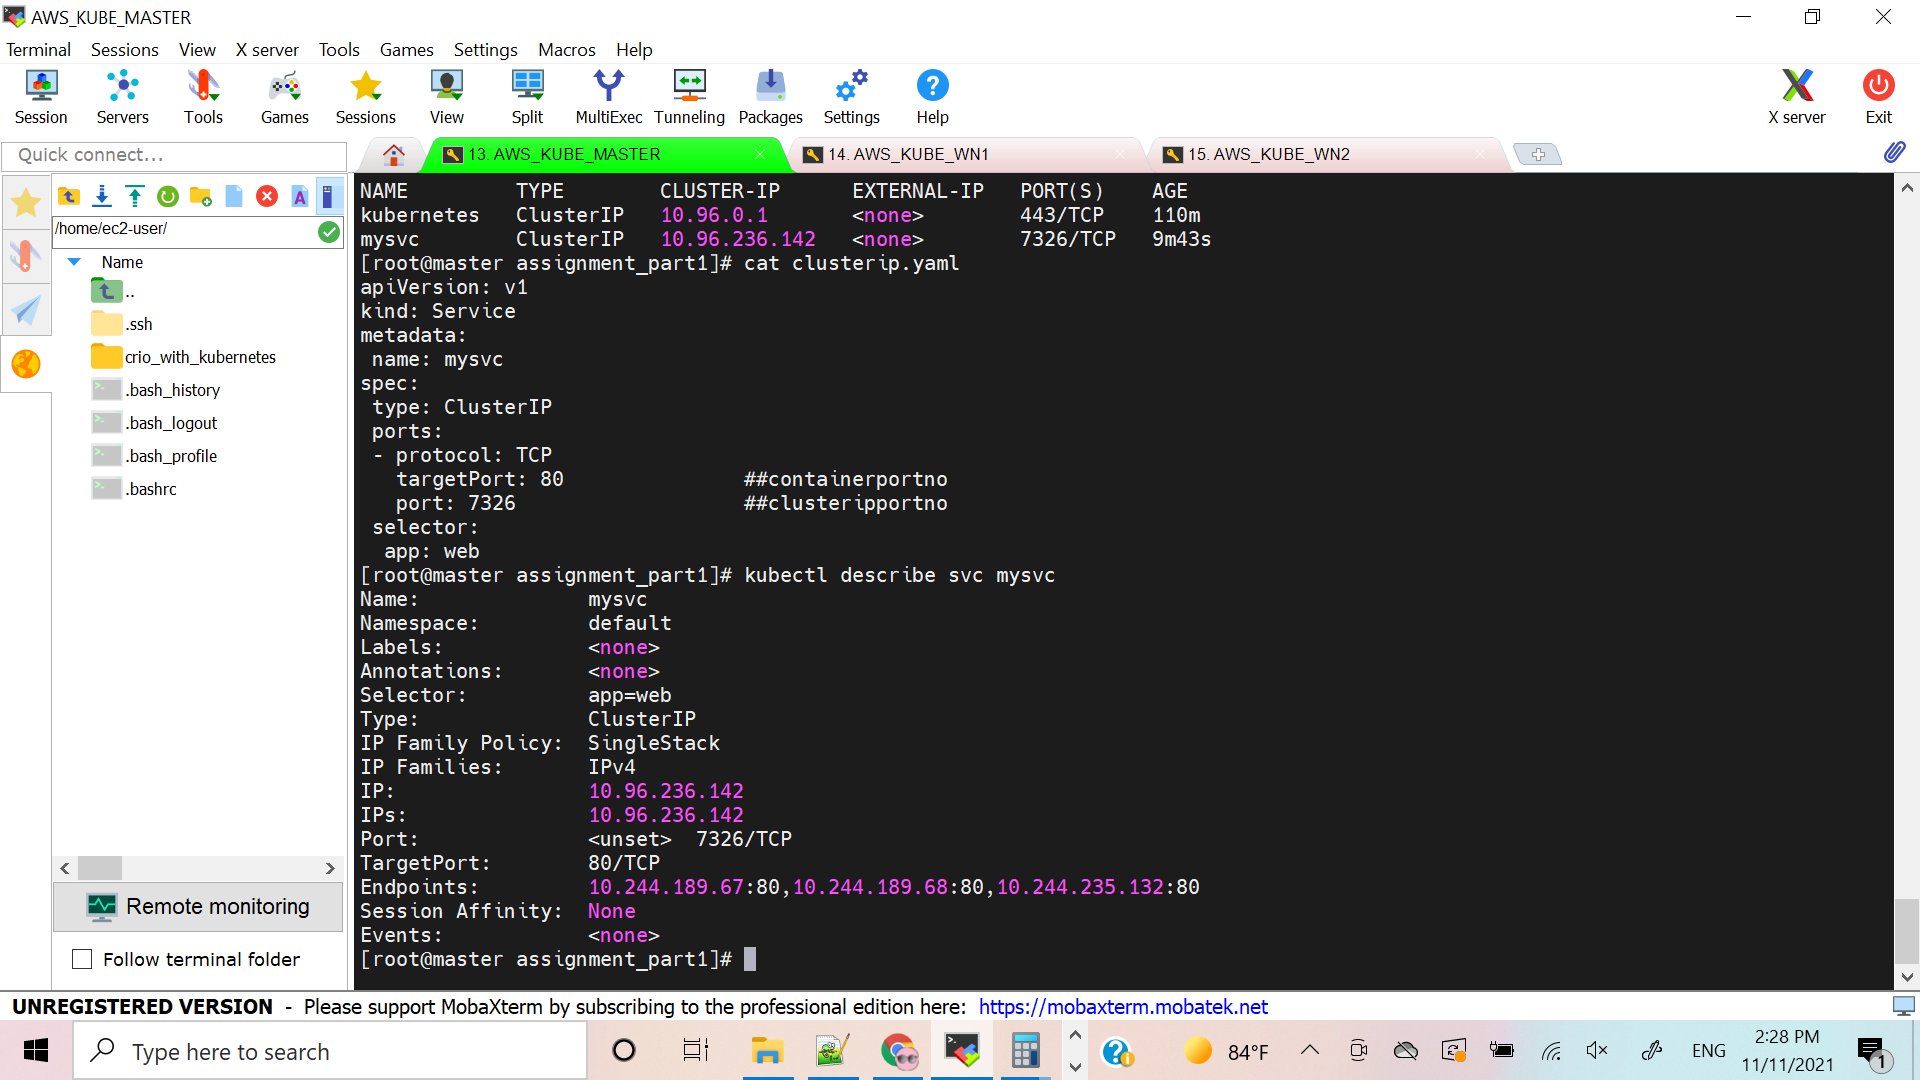 AWS_KUBE_MASTER
Terminal Sessions View X server Tools Games Settings Macros Help
Session Servers Tools Games Sessions View Split MultiExec Tunneling Packages Settings Help X server Exit
Quick connect...
13. AWS_KUBE_MASTER
14. AWS_KUBE_WN1
15. AWS_KUBE_WN2
/home/ec2-user/
Name
..
.ssh
crio_with_kubernetes
.bash_history
.bash_logout
.bash_profile
.bashrc
Remote monitoring
Follow terminal folder
NAME TYPE CLUSTER-IP EXTERNAL-IP PORT(S) AGE
kubernetes ClusterIP 10.96.0.1 <none> 443/TCP 110m
mysvc ClusterIP 10.96.236.142 <none> 7326/TCP 9m43s
[root@master assignment_part1]# cat clusterip.yaml
apiVersion: v1
kind: Service
metadata:
 name: mysvc
spec:
 type: ClusterIP
 ports:
 - protocol: TCP
   targetPort: 80 ##containerportno
   port: 7326 ##clusteripportno
 selector:
  app: web
[root@master assignment_part1]# kubectl describe svc mysvc
Name: mysvc
Namespace: default
Labels: <none>
Annotations: <none>
Selector: app=web
Type: ClusterIP
IP Family Policy: SingleStack
IP Families: IPv4
IP: 10.96.236.142
IPs: 10.96.236.142
Port: <unset> 7326/TCP
TargetPort: 80/TCP
Endpoints: 10.244.189.67:80,10.244.189.68:80,10.244.235.132:80
Session Affinity: None
Events: <none>
[root@master assignment_part1]#
UNREGISTERED VERSION - Please support MobaXterm by subscribing to the professional edition here: https://mobaxterm.mobatek.net
Type here to search
84°F
ENG
2:28 PM
11/11/2021
1